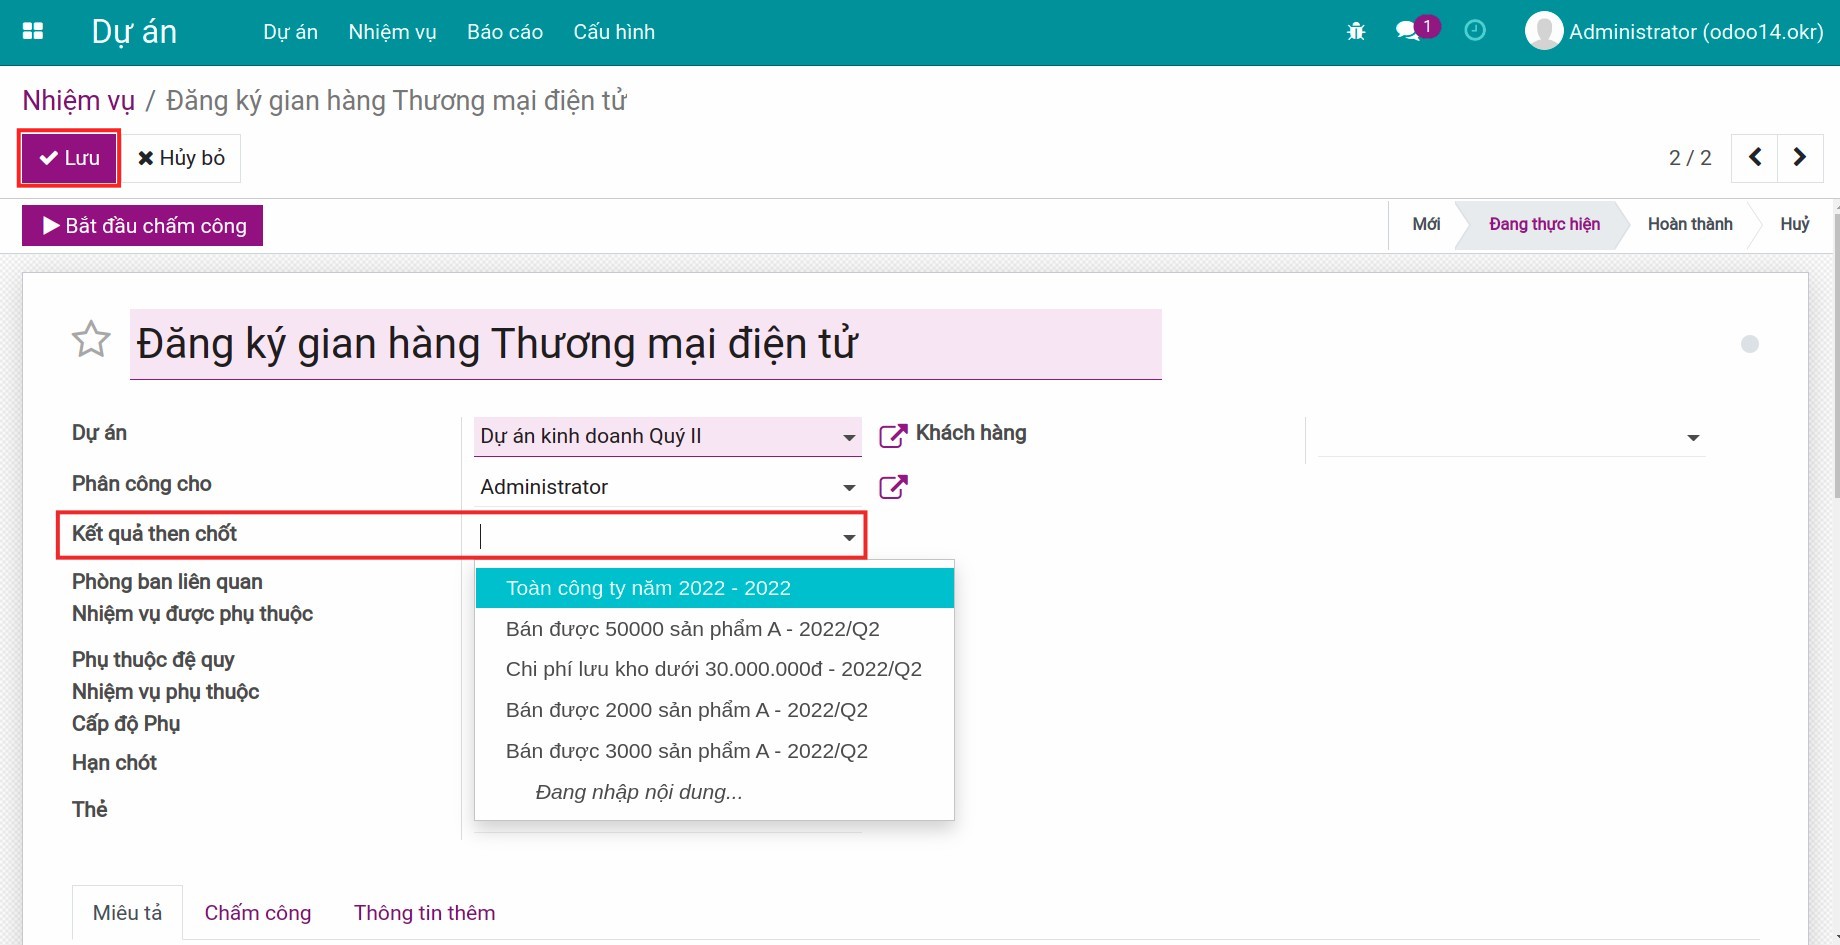 Dự án
Dự án Nhiệm vụ Báo cáo Cấu hình
1
Administrator (odoo14.okr)
Nhiệm vụ / Đăng ký gian hàng Thương mại điện tử
Lưu Hủy bỏ
2 / 2
Bắt đầu chấm công
Mới Đang thực hiện Hoàn thành Huỷ
Đăng ký gian hàng Thương mại điện tử
Dự án Dự án kinh doanh Quý II Khách hàng
Phân công cho Administrator
Kết quả then chốt
Phòng ban liên quan
Nhiệm vụ được phụ thuộc
Phụ thuộc đệ quy
Nhiệm vụ phụ thuộc
Cấp độ Phụ
Hạn chót
Thẻ
Toàn công ty năm 2022 - 2022
Bán được 50000 sản phẩm A - 2022/Q2
Chi phí lưu kho dưới 30.000.000đ - 2022/Q2
Bán được 2000 sản phẩm A - 2022/Q2
Bán được 3000 sản phẩm A - 2022/Q2
Đang nhập nội dung...
Miêu tả Chấm công Thông tin thêm